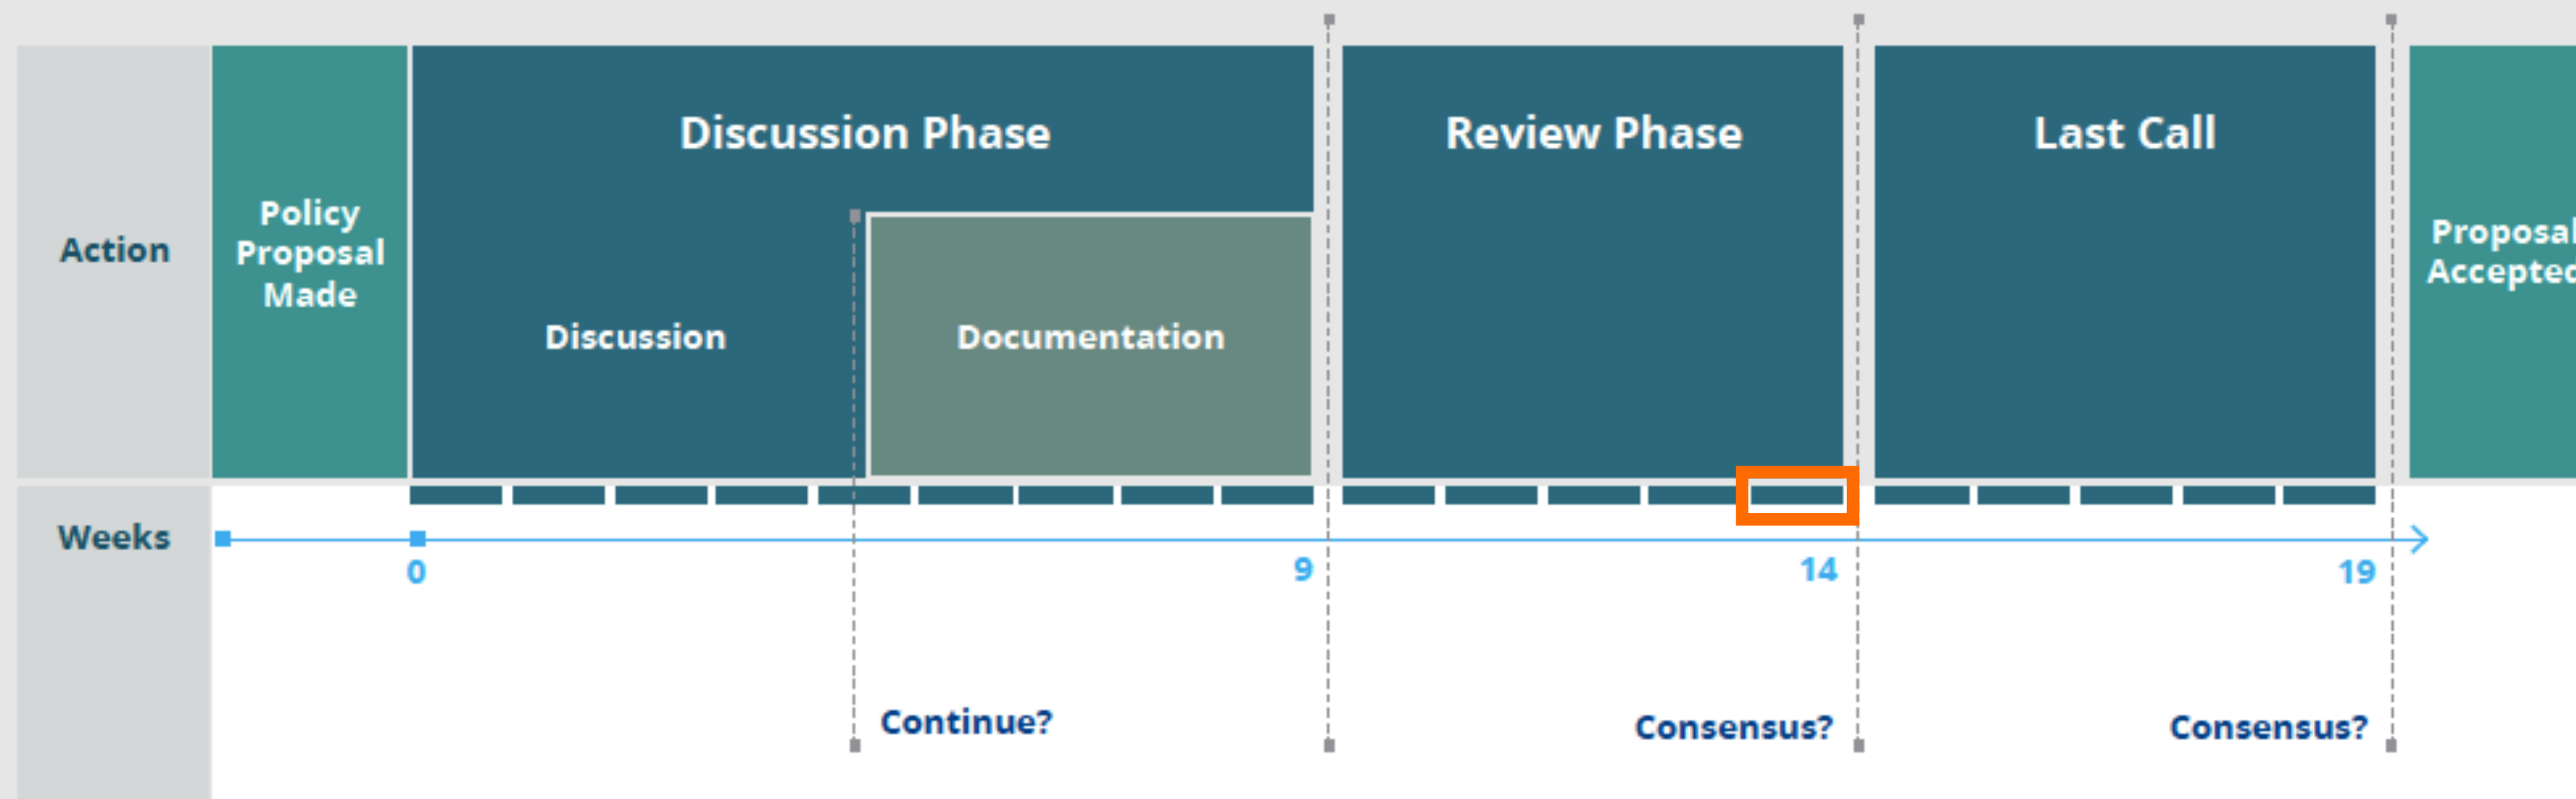 Action
Policy
Proposal
Made
Discussion Phase
Discussion
Documentation
Review Phase
Last Call
Proposal
Accepted
Weeks
0
9
14
19
Continue?
Consensus?
Consensus?